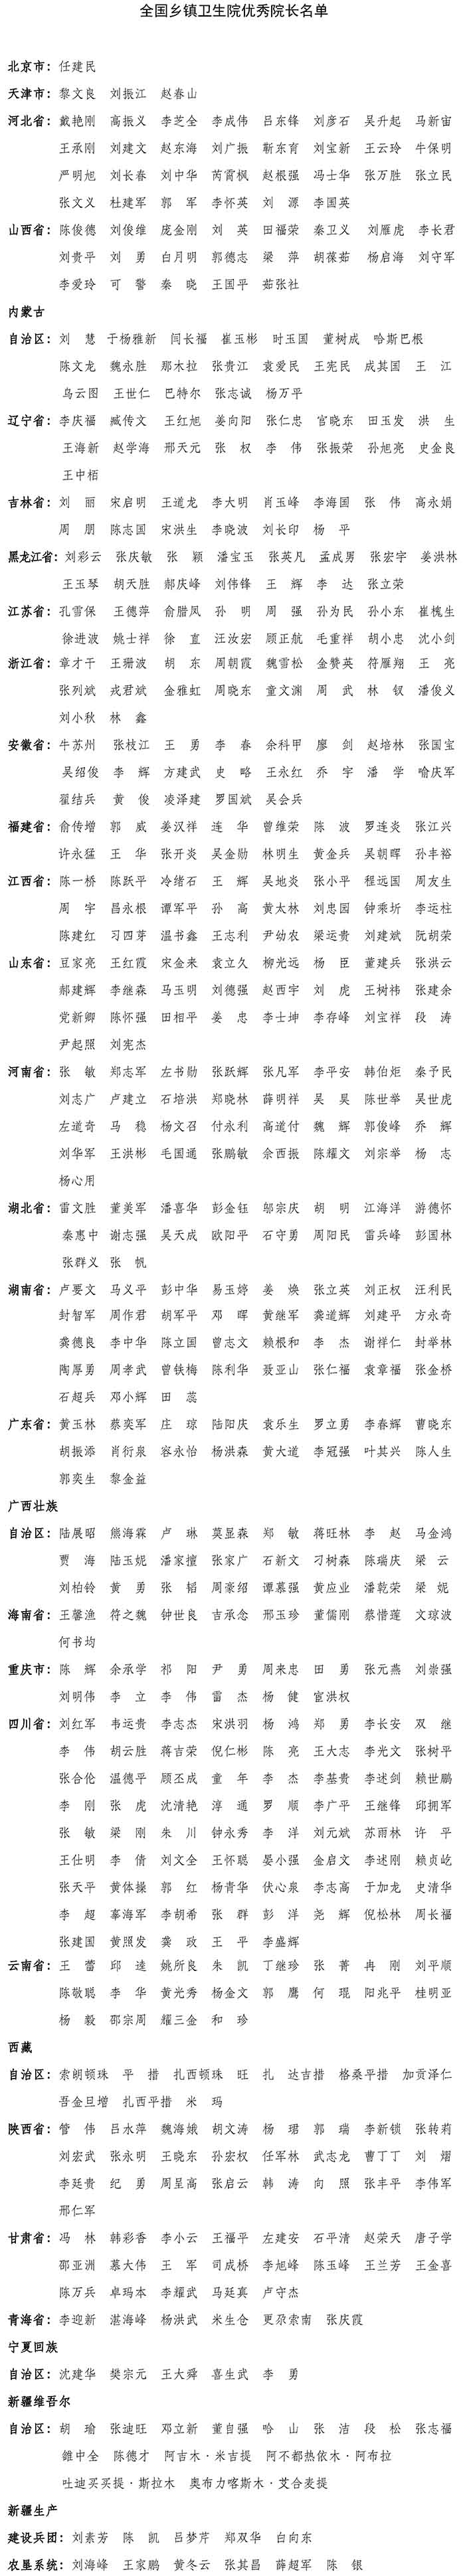 全国乡镇卫生院优秀院长名单
北京市：任建民
天津市：黎文良 刘振江 赵春山
河北省：戴艳刚 高振义 李芝全 李成伟 吕东锋 刘彦石 吴升起 马新宙
王承刚 刘建文 赵东海 刘广振 靳东育 刘宝新 王云玲 牛保明
严明旭 刘长春 刘中华 芮霄枫 赵根强 冯士华 张万胜 张立民
张文义 杜建军 郭 军 李怀英 刘 源 李国英
山西省：陈俊德 刘俊维 庞金刚 刘 英 田福荣 秦卫义 刘雁虎 李长君
刘贵平 刘 勇 白月明 郭德志 梁 萍 胡葆茹 杨启海 刘守军
李爱玲 可 警 秦 晓 王国平 茹张社
内蒙古
自治区：刘 慧 于杨雅新 闫长福 崔玉彬 时玉国 董树成 哈斯巴根
陈文龙 魏永胜 那木拉 张贵江 袁爱民 王宪民 成其国 王 江
乌云图 王世仁 巴特尔 张志诚 杨万平
辽宁省：李庆福 臧传文 王红旭 姜向阳 张仁忠 官晓东 田玉发 洪 生
王海新 赵学海 邢天元 张 权 李 伟 张振荣 孙旭亮 史金良
王中栢
吉林省：刘 丽 宋启明 王道龙 李大明 肖玉峰 李海国 张 伟 高永娟
周 朋 陈志国 宋洪生 李晓波 刘长印 杨 平
黑龙江省：刘彩云 张庆敏 张 颖 潘宝玉 张英凡 孟成男 张宏宇 姜洪林
王玉琴 胡天胜 郝庆峰 刘伟锋 王 辉 李 达 张立荣
江苏省：孔雪保 王德萍 俞腊凤 孙 明 周 强 孙为民 孙小东 崔槐生
徐进波 姚士祥 徐 直 汪汝宏 顾正航 毛重祥 胡小忠 沈小剑
浙江省：章才干 王珊波 胡 东 周朝霞 魏雪松 金赞英 符雁翔 王 亮
张列斌 戎君斌 金雅虹 周晓东 童文渊 周 武 林 钗 潘俊义
刘小秋 林 鑫
安徽省：牛苏州 张枝江 王 勇 李 春 余科甲 廖 剑 赵培林 张国宝
吴绍俊 李 辉 方建武 史 略 王永红 乔 宇 潘 学 喻庆军
翟结兵 黄 俊 凌泽建 罗国斌 吴会兵
福建省：俞传增 郭 威 姜汉祥 连 华 曾维荣 陈 波 罗连炎 张江兴
许永猛 王 华 张开炎 吴金勋 林明生 黄金兵 吴朝晖 孙丰裕
江西省：陈一桥 陈跃平 冷绪石 王 辉 吴地炎 张小平 程远国 周友生
周 宇 昌永根 谭军平 孙 高 黄太林 刘忠园 钟乘圻 李运柱
陈建红 习四芽 温书鑫 王志利 尹幼农 梁运贵 刘建斌 阮胡荣
山东省：豆家亮 王红霞 宋金来 袁立久 柳光远 杨 臣 董建兵 张洪云
郝建辉 李继森 马玉明 刘德强 赵西宇 刘 虎 王树祎 张建余
党新卿 陈怀强 田相平 姜 忠 李士坤 李存峰 刘宝祥 段 涛
尹起照 刘宪杰
河南省：张 敏 郑志军 左书勋 张跃辉 张凡军 李平安 韩伯炬 秦予民
刘志广 卢建立 石培洪 郑晓林 薛明祥 吴 昊 陈世举 吴世虎
左道奇 马 稳 杨文召 付永利 高道付 魏 辉 郭俊峰 乔 辉
刘华军 王洪彬 毛国通 张鹏敏 余西振 陈耀文 刘宗举 杨 志
杨心用
湖北省：雷文胜 董美军 潘喜华 彭金钰 邬宗庆 胡 明 江海洋 游德怀
秦惠中 谢志强 吴天成 欧阳平 石守勇 周阳民 雷兵峰 彭国林
张群义 张 帆
湖南省：卢要文 马义平 彭中华 易玉婷 姜 焕 张立英 刘正权 汪利民
封智军 周作君 胡军平 邓 晖 黄继军 龚道辉 刘建平 方永奇
龚德良 李中华 陈立国 曾志文 赖根和 李 杰 谢祥仁 封举林
陶厚勇 周孝武 曾铁梅 陈利华 聂亚山 张仁福 袁章福 张金桥
石超兵 邓小辉 田 蕊
广东省：黄玉林 蔡奕军 庄 琼 陆阳庆 袁乐生 罗立勇 李春辉 曹晓东
胡振添 肖衍泉 容永怡 杨洪森 黄大道 李冠强 叶其兴 陈人生
郭奕生 黎金益
广西壮族
自治区：陆展昭 熊海霖 卢 琳 莫显森 郑 敏 蒋旺林 李 赵 马金鸿
贾 海 陆玉妮 潘家擅 张家广 石新文 刁树森 陈瑞庆 梁 云
刘柏铃 黄 勇 张 韬 周豪绍 谭慕强 黄应业 潘乾荣 梁 妮
海南省：王馨渔 符之魏 钟世良 吉承念 邢玉珍 董儒刚 蔡惜莲 文琼波
何书均
重庆市：陈 辉 余承学 祁 阳 尹 勇 周来忠 田 勇 张元燕 刘崇强
刘明伟 李 立 李 伟 雷 杰 杨 健 宦洪权
四川省：刘红军 韦运贵 李志杰 宋洪羽 杨 鸿 郑 勇 李长安 双 继
李 伟 胡云胜 蒋吉荣 倪仁彬 陈 亮 王大志 李光文 张树平
张合伦 温德平 顾丕成 童 年 李 杰 李基贵 李述剑 赖世鹏
李 刚 张 虎 沈清艳 淳 通 罗 顺 李广平 王继锋 邱拥军
张 敏 梁 刚 朱 川 钟永秀 李 洋 刘元斌 苏雨林 许 平
王仕明 李 倩 刘文全 王怀聪 晏小强 金启文 李述刚 赖贞屹
张天平 黄体操 郭 红 杨青华 伏心泉 李志高 于加龙 史清华
李 超 辜海军 李胡希 张 群 彭 洋 尧 辉 倪松林 周长福
张建国 黄照发 龚 政 王 平 李盛辉
云南省：王 蕾 邱 逵 姚所良 朱 凯 丁继珍 张 菁 冉 刚 刘平顺
陈敬聪 李 华 黄光秀 杨金文 郭 鹰 何 琨 阳兆平 桂明亚
杨 毅 邵宗周 耀三金 和 珍
西藏
自治区：索朗顿珠 平 措 扎西顿珠 旺 扎 达吉措 格桑平措 加贡泽仁
吾金旦增 扎西平措 米 玛
陕西省：管 伟 吕水萍 魏海娥 胡文涛 杨 珺 郭 瑞 李新锁 张转莉
刘宏武 张永明 王晓东 孙宏权 任军林 武志龙 曹丁丁 刘 熠
李廷贵 纪 勇 周呈高 张启云 韩 涛 向 照 张丰平 李伟军
邢仁军
甘肃省：冯 林 韩彩香 李小云 王福平 左建安 石平清 赵荣天 唐子学
邵亚洲 慕大伟 王 军 司成桥 李旭峰 陈玉峰 王兰芳 王金喜
陈万兵 卓玛本 李耀武 马廷真 卢守杰
青海省：李迎新 湛海峰 杨洪武 米生仓 更尕索南 张庆霞
宁夏回族
自治区：沈建华 樊宗元 王大舜 喜生武 李 勇
新疆维吾尔
自治区：胡 瑜 张迪旺 邓立新 董自强 哈 山 张 洁 段 松 张志福
雒中全 陈德才 阿吉木·米吉提 阿不都热依木·阿布拉
吐迪买买提·斯拉木 奥布力喀斯木·艾合麦提
新疆生产
建设兵团：刘素芳 陈 凯 吕梦芹 郑双华 白向东
农垦系统：刘海峰 王家鹏 黄冬云 张其昌 薛超军 陈 银